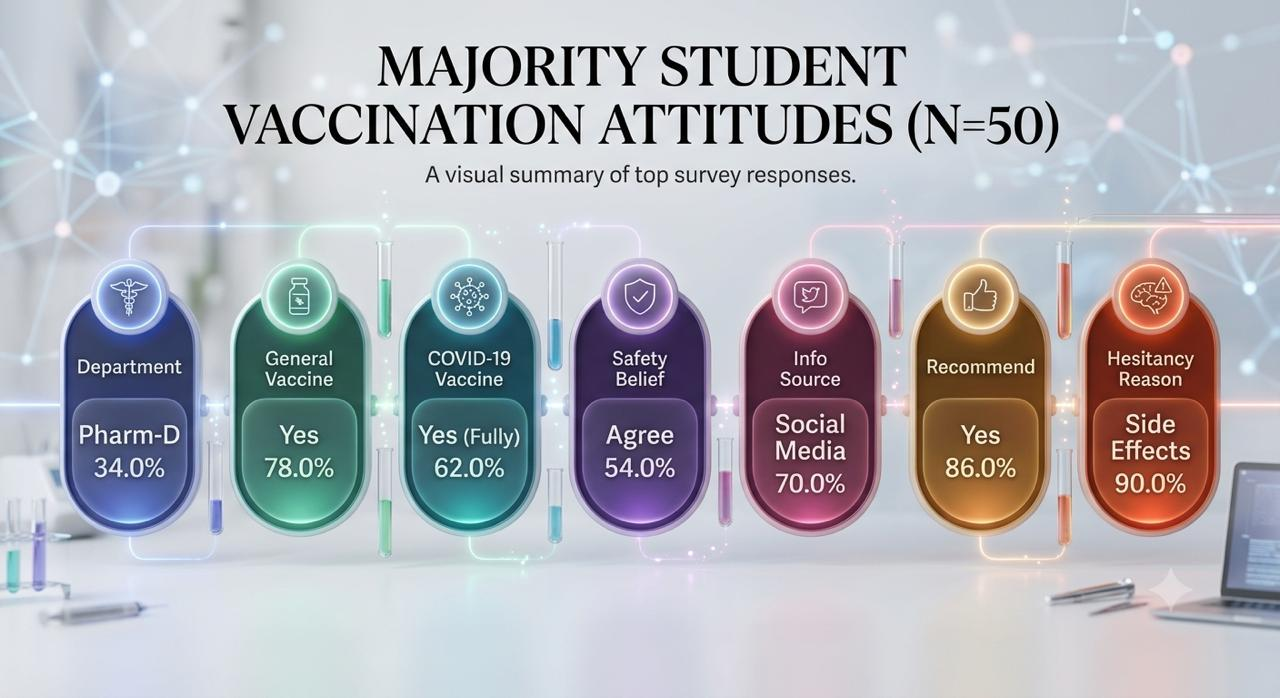 MAJORITY STUDENT
VACCINATION ATTITUDES (N=50)
A visual summary of top survey responses.
Department
Pharm-D
34.0%
General
Vaccine
Yes
78.0%
COVID-19
Vaccine
Yes (Fully)
62.0%
Safety
Belief
Agree
54.0%
Info
Source
Social
Media
70.0%
Recommend
Yes
86.0%
Hesitancy
Reason
Side
Effects
90.0%